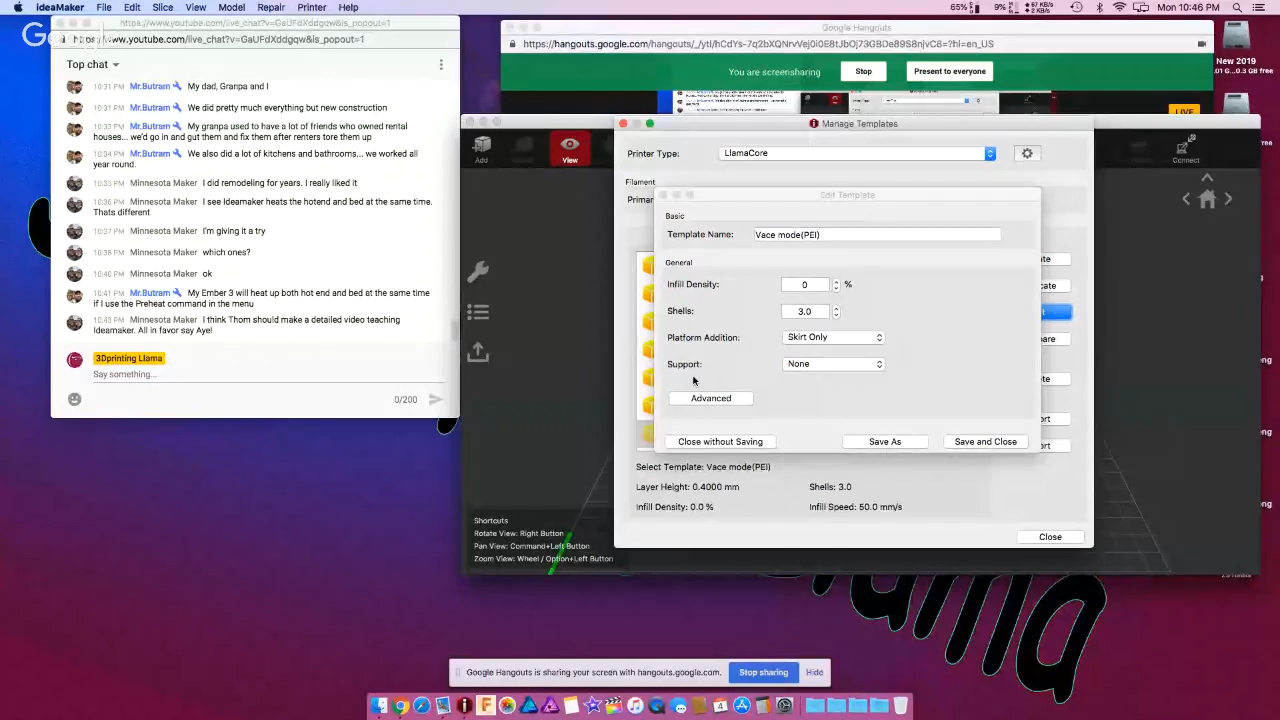 ideaMaker File Edit Slice View Model Repair Printer Help
65% 67 KB/s 2 KB/s 10:46 PM
https://www.youtube.com/live_chat?v=GaUFdXddgqw&is_popout=1
https://www.youtube.com/live_chat?v=GaUFdXddgqw&is_popout=1
Top chat
10:31 PM Mr.Butram My dad, Granpa and I
10:31 PM Mr.Butram We did pretty much everything but new construction
10:33 PM Mr.Butram My granpa used to have a lot of friends who owned rental
houses... we'd go in and gut them and fix them after renters tore them up
10:34 PM Mr.Butram We also did a lot of kitchens and bathrooms... we worked all
year round.
10:35 PM Minnesota Maker I did remodeling for years. I really liked it
10:36 PM Minnesota Maker I see Ideamaker heats the hotend and bed at the same time.
Thats different
10:37 PM Minnesota Maker I'm giving it a try
10:38 PM Minnesota Maker which ones?
10:40 PM Minnesota Maker ok
10:41 PM Mr.Butram My Ember 3 will heat up both hot end and bed at the same time
if I use the Preheat command in the menu
10:43 PM Minnesota Maker I think Thom should make a detailed video teaching
Ideamaker. All in favor say Aye!
3Dprinting Llama
Say something...
0/200
Google Hangouts
https://hangouts.google.com/hangouts/_/ytl/hCdYs-7q2bXQNrvVej0i0E8tJbOj73GBDe89S8njvC8=?hl=en_US
You are screensharing Stop Present to everyone
LIVE
New 2019
Add View Connect
Manage Templates
Printer Type: LlamaCore
Filament
Edit Template
Basic
Template Name: Vace mode(PEI)
General
Infill Density: 0 %
Shells: 3.0
Platform Addition: Skirt Only
Support: None
Advanced
Close without Saving Save As Save and Close
Select Template: Vace mode(PEI)
Layer Height: 0.4000 mm Shells: 3.0
Infill Density: 0.0 % Infill Speed: 50.0 mm/s
Close
Shortcuts
Rotate View: Right Button
Pan View: Command+Left Button
Zoom View: Wheel / Option+Left Button
Google Hangouts is sharing your screen with hangouts.google.com. Stop sharing Hide